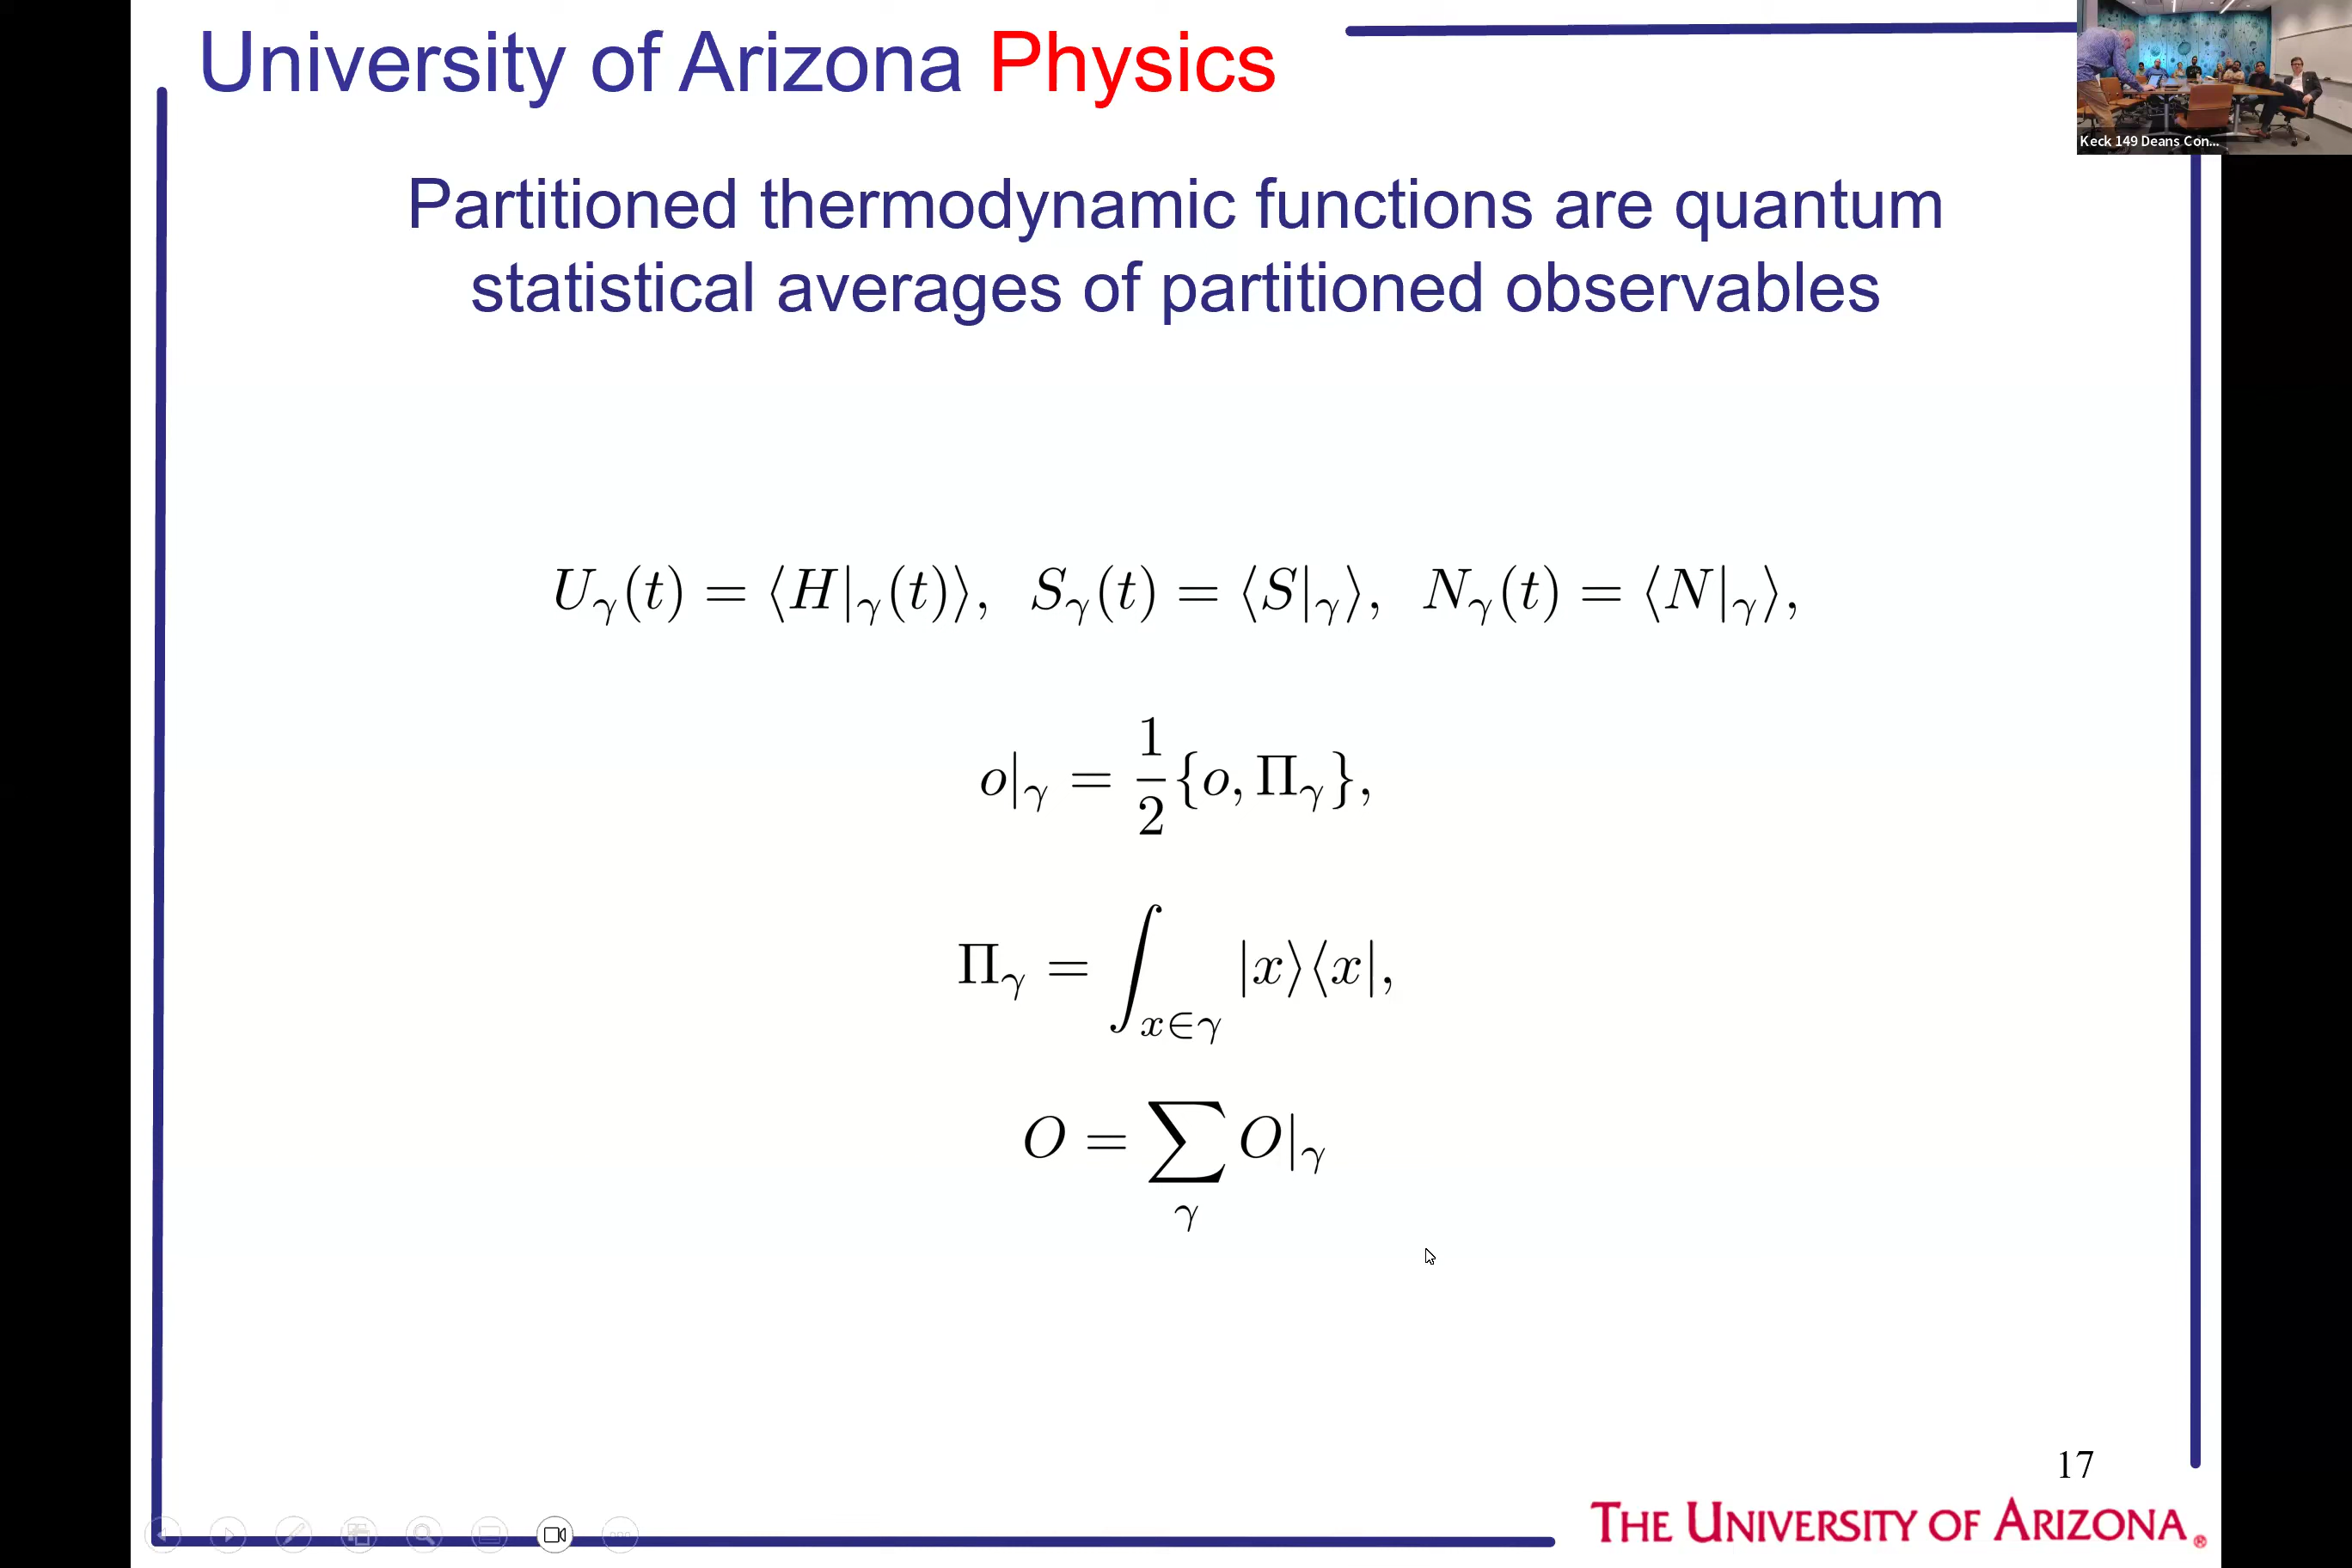 University of Arizona Physics
Keck 149 Deans Con...
Partitioned thermodynamic functions are quantum
statistical averages of partitioned observables
U_γ(t) = ⟨H|_γ(t)⟩, S_γ(t) = ⟨S|_γ⟩, N_γ(t) = ⟨N|_γ⟩,
o|_γ = 1/2 {o, Π_γ},
Π_γ = ∫_{x∈γ} |x⟩⟨x|,
O = ∑_γ O|_γ
17
THE UNIVERSITY OF ARIZONA®